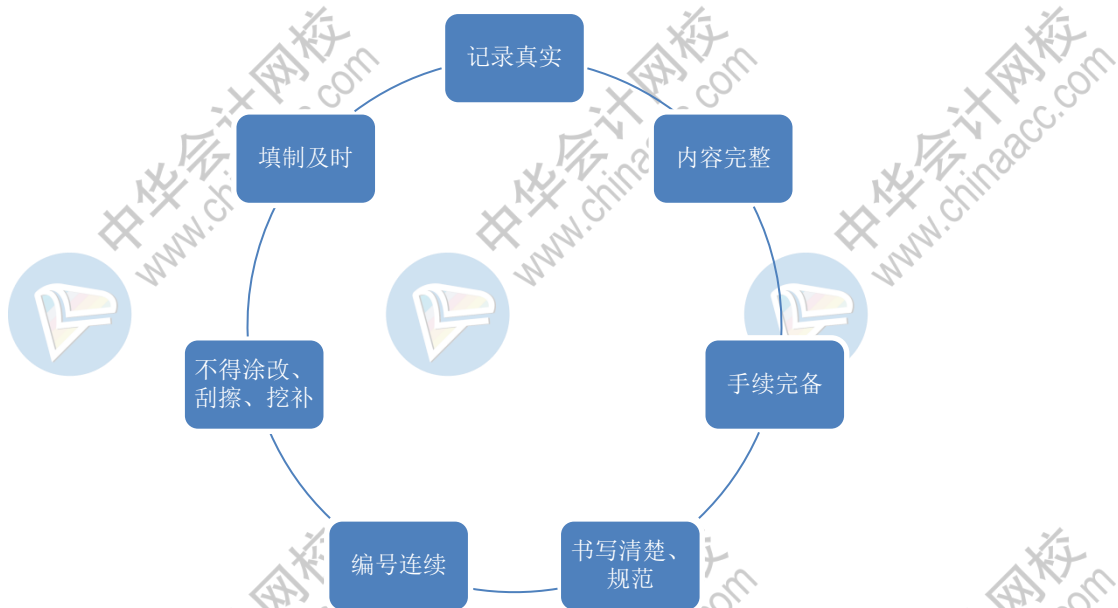 记录真实
内容完整
手续完备
书写清楚、
规范
编号连续
不得涂改、
刮擦、挖补
填制及时
中华会计网校
www.chinaacc.com
中华会计网校
中华会计网校
www.chinaacc.com